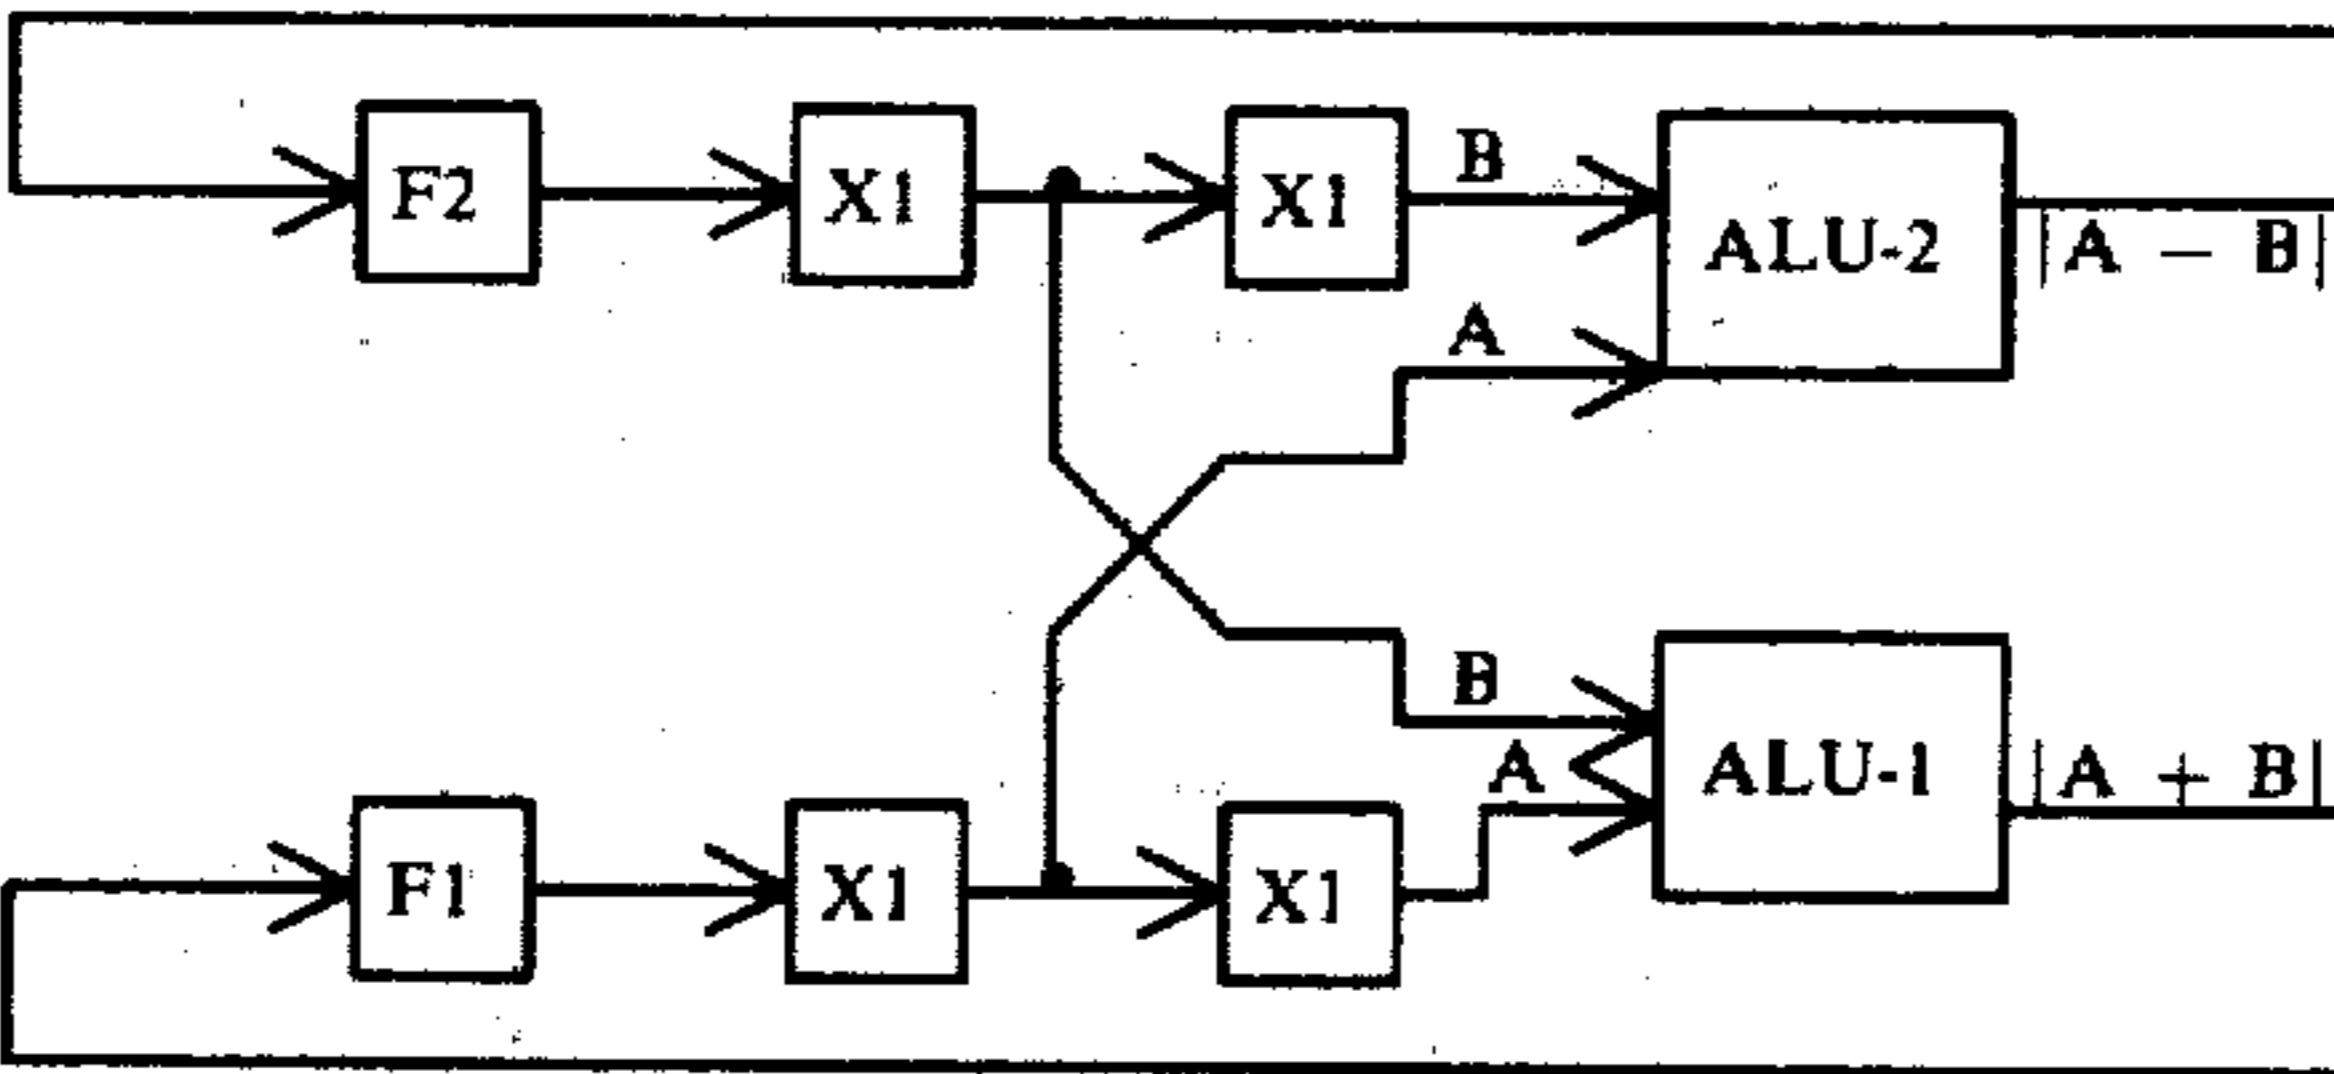 F2 X1 X1 B ALU-2 |A - B|
A
B
F1 X1 X1 A ALU-1 |A + B|